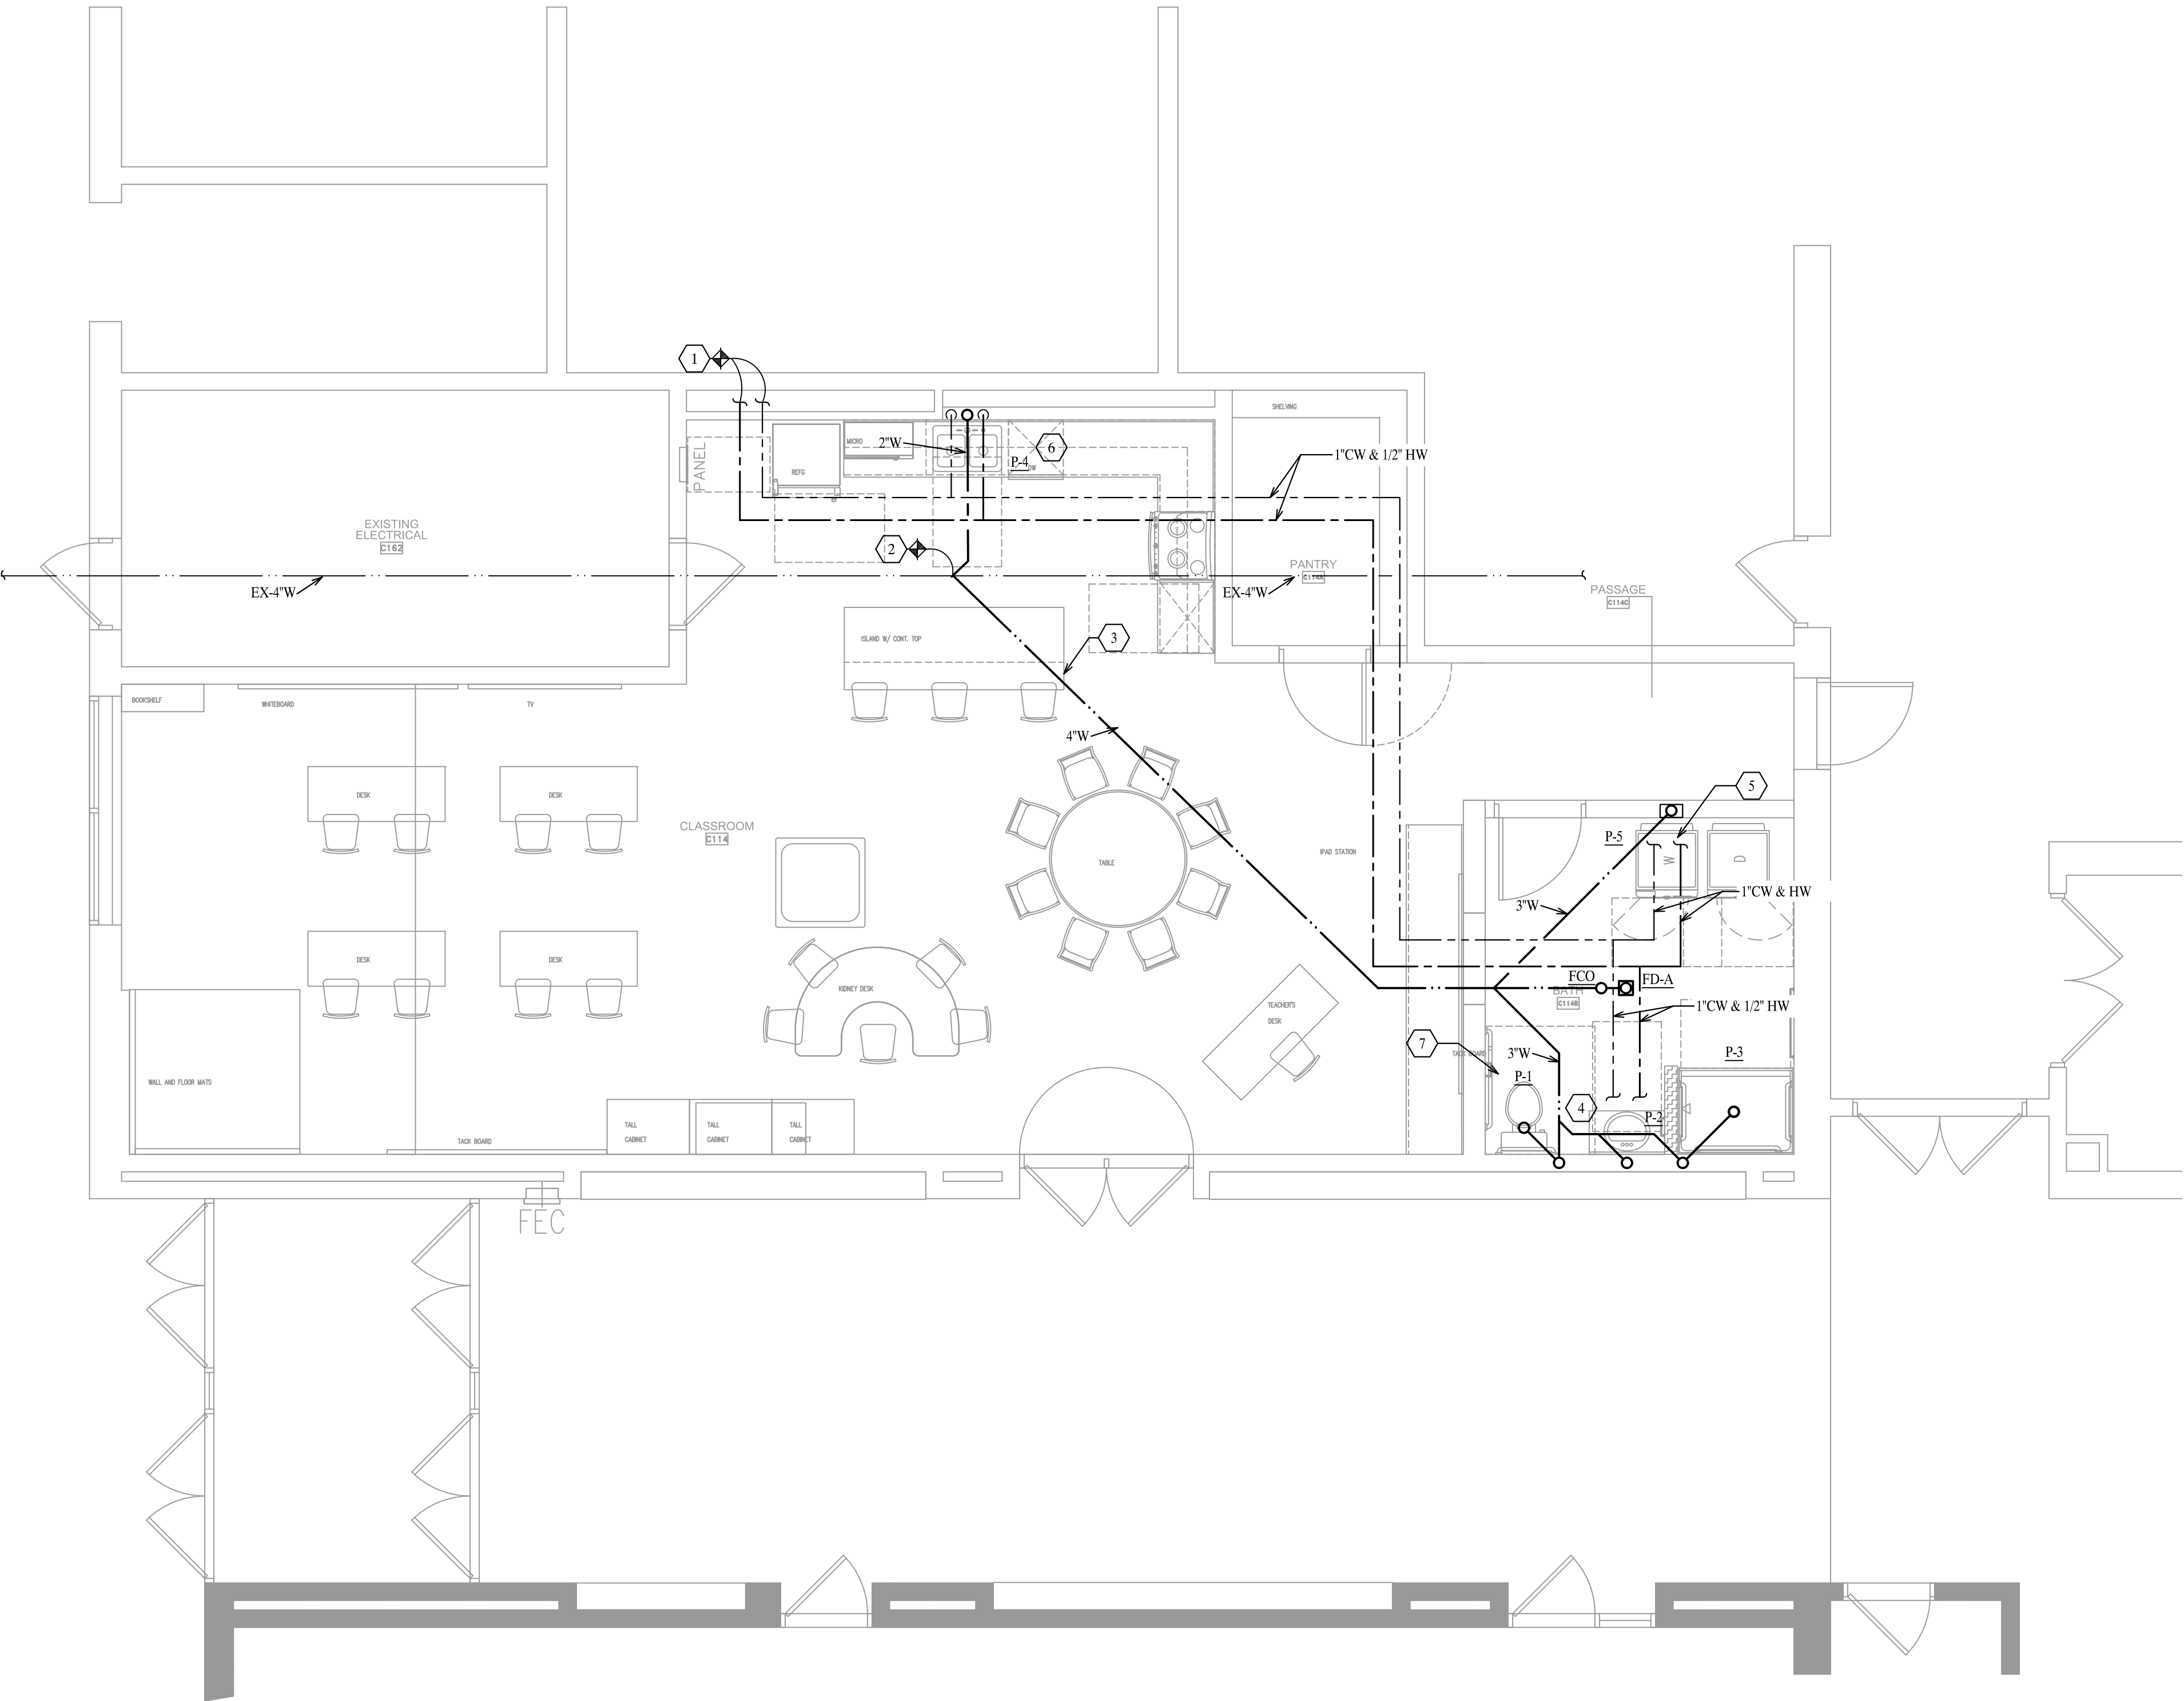 1
SHELVING
MICRO
2"W
6
P-4
DW
1"CW & 1/2" HW
PANEL
REFG
EXISTING
ELECTRICAL
C162
2
EX-4"W
PANTRY
C114A
EX-4"W
PASSAGE
C114C
ISLAND W/ CONT. TOP
3
BOOKSHELF
WHITEBOARD
TV
4"W
DESK
DESK
5
CLASSROOM
C114
P-5
IPAD STATION
TABLE
W
D
1"CW & HW
3"W
DESK
DESK
KIDNEY DESK
FCO
FD-A
BATH
C114B
TEACHER'S
DESK
1"CW & 1/2" HW
7
TACK BOARD
3"W
P-3
P-1
WALL AND FLOOR MATS
4
P-2
TALL
CABINET
TALL
CABINET
TALL
CABINET
TACK BOARD
FEC